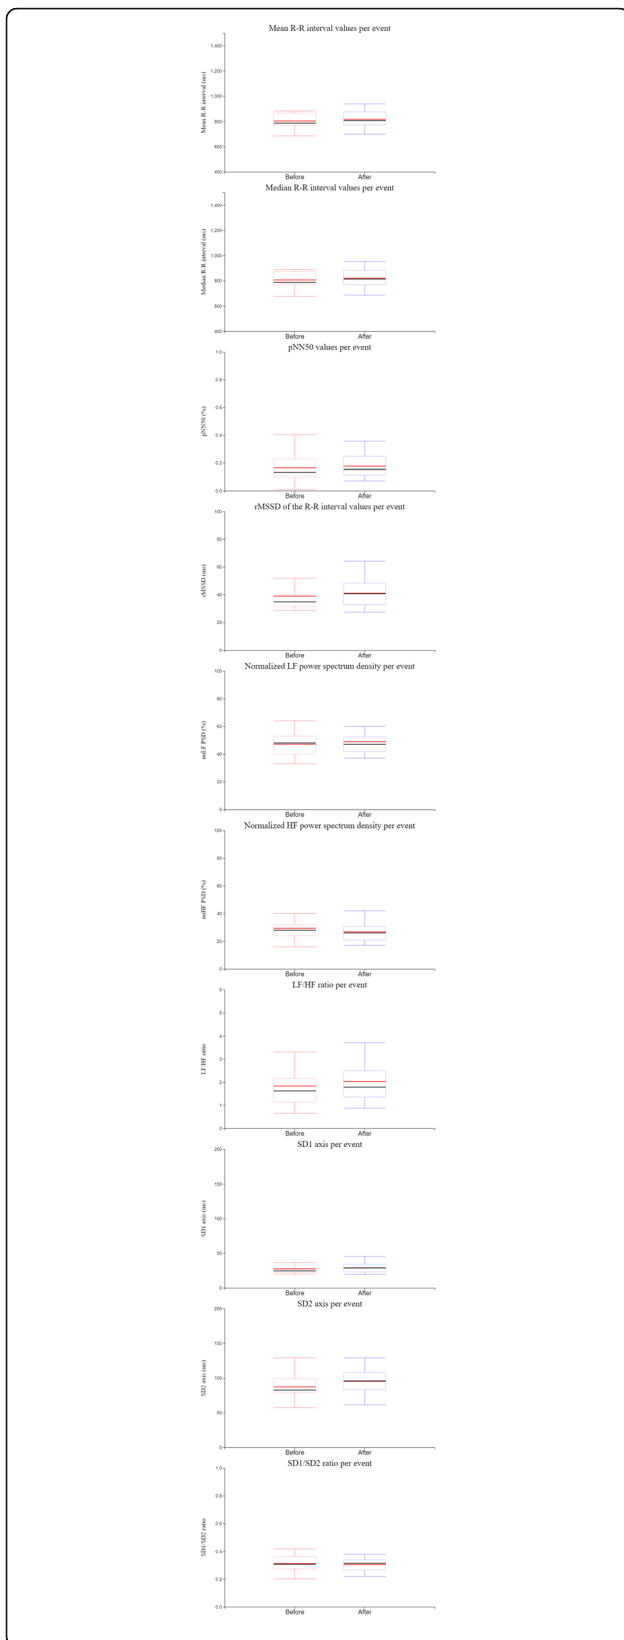 Mean R-R interval values per event
1,400
1,200
1,000
800
600
400
Mean R-R interval (ms)
Before After
Median R-R interval values per event
1,400
1,200
1,000
800
600
400
Median R-R interval (ms)
Before After
pNN50 values per event
1.0
0.8
0.6
0.4
0.2
0.0
pNN50 (%)
Before After
rMSSD of the R-R interval values per event
100
80
60
40
20
0
rMSSD (ms)
Before After
Normalized LF power spectrum density per event
100
80
60
40
20
0
nuLF PSD (%)
Before After
Normalized HF power spectrum density per event
100
80
60
40
20
0
nuHF PSD (%)
Before After
LF/HF ratio per event
6
5
4
3
2
1
0
LF/HF ratio
Before After
SD1 axis per event
200
150
100
50
0
SD1 axis (ms)
Before After
SD2 axis per event
200
150
100
50
0
SD2 axis (ms)
Before After
SD1/SD2 ratio per event
1.0
0.8
0.6
0.4
0.2
0.0
SD1/SD2 ratio
Before After